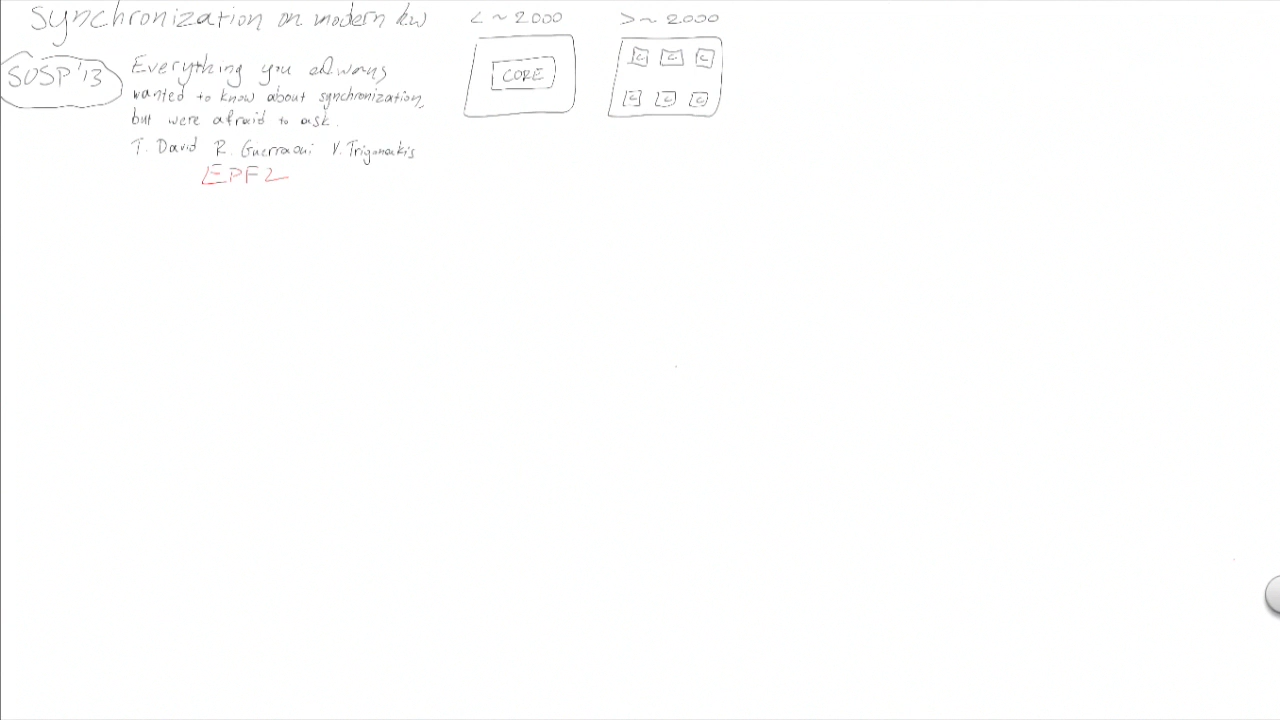 Synchronization on modern hw
SOSP '13
Everything you always
wanted to know about synchronization,
but were afraid to ask.
T. David R. Guerraoui V. Trigonakis
EPFL
< ~ 2000
CORE
> ~ 2000
C C C
C C C